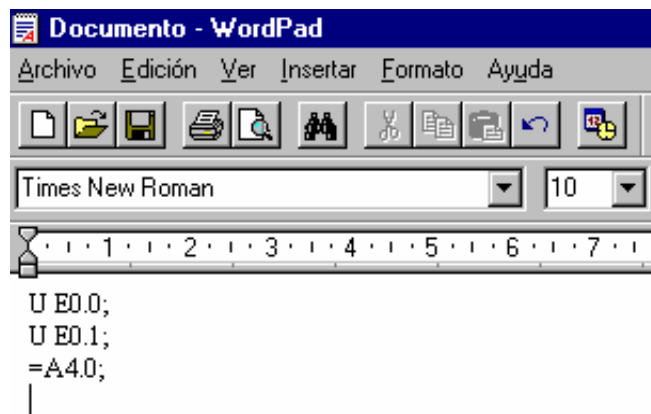 Documento - WordPad
Archivo Edición Ver Insertar Formato Ayuda
Times New Roman 10
1 2 3 4 5 6 7
U E0.0;
U E0.1;
=A4.0;